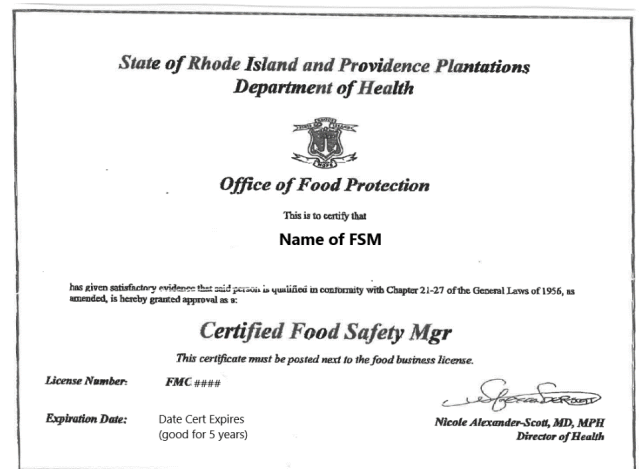 State of Rhode Island and Providence Plantations
Department of Health
Office of Food Protection
This is to certify that
Name of FSM
has given satisfactory evidence that said person is qualified in conformity with Chapter 21-27 of the General Laws of 1956, as
amended, is hereby granted approval as a:
Certified Food Safety Mgr
This certificate must be posted next to the food business license.
License Number: FMC ####
Expiration Date: Date Cert Expires
(good for 5 years)
Nicole Alexander-Scott, MD, MPH
Director of Health